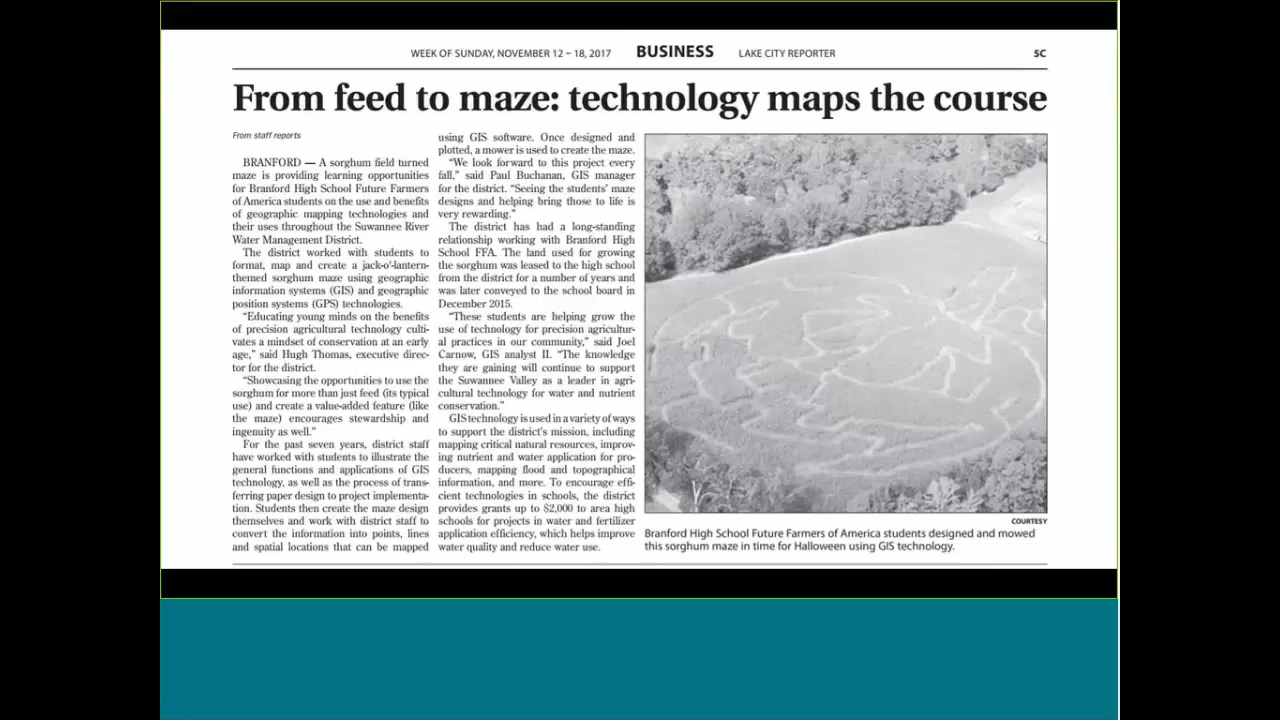 WEEK OF SUNDAY, NOVEMBER 12 – 18, 2017 BUSINESS LAKE CITY REPORTER 5C
From feed to maze: technology maps the course
From staff reports
BRANFORD — A sorghum field turned
maze is providing learning opportunities
for Branford High School Future Farmers
of America students on the use and benefits
of geographic mapping technologies and
their uses throughout the Suwannee River
Water Management District.
The district worked with students to
format, map and create a jack-o'-lantern-
themed sorghum maze using geographic
information systems (GIS) and geographic
position systems (GPS) technologies.
“Educating young minds on the benefits
of precision agricultural technology culti-
vates a mindset of conservation at an early
age,” said Hugh Thomas, executive direc-
tor for the district.
“Showcasing the opportunities to use the
sorghum for more than just feed (its typical
use) and create a value-added feature (like
the maze) encourages stewardship and
ingenuity as well.”
For the past seven years, district staff
have worked with students to illustrate the
general functions and applications of GIS
technology, as well as the process of trans-
ferring paper design to project implementa-
tion. Students then create the maze design
themselves and work with district staff to
convert the information into points, lines
and spatial locations that can be mapped
using GIS software. Once designed and
plotted, a mower is used to create the maze.
“We look forward to this project every
fall,” said Paul Buchanan, GIS manager
for the district. “Seeing the students' maze
designs and helping bring those to life is
very rewarding.”
The district has had a long-standing
relationship working with Branford High
School FFA. The land used for growing
the sorghum was leased to the high school
from the district for a number of years and
was later conveyed to the school board in
December 2015.
“These students are helping grow the
use of technology for precision agricultur-
al practices in our community,” said Joel
Carnow, GIS analyst II. “The knowledge
they are gaining will continue to support
the Suwannee Valley as a leader in agri-
cultural technology for water and nutrient
conservation.”
GIS technology is used in a variety of ways
to support the district's mission, including
mapping critical natural resources, improv-
ing nutrient and water application for pro-
ducers, mapping flood and topographical
information, and more. To encourage effi-
cient technologies in schools, the district
provides grants up to $2,000 to area high
schools for projects in water and fertilizer
application efficiency, which helps improve
water quality and reduce water use.
COURTESY
Branford High School Future Farmers of America students designed and mowed
this sorghum maze in time for Halloween using GIS technology.